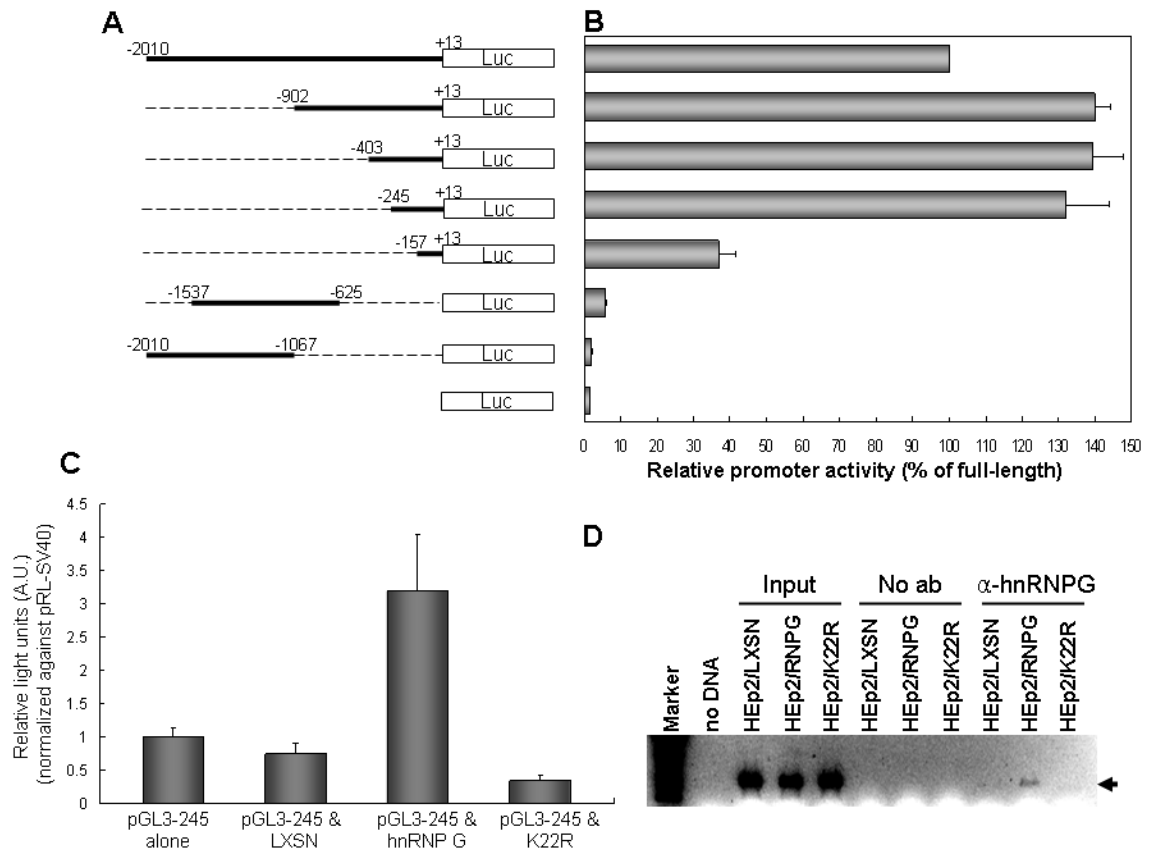 A
-2010 +13
Luc
-902 +13
Luc
-403 +13
Luc
-245 +13
Luc
-157 +13
Luc
-1537 -625
Luc
-2010 -1067
Luc
Luc
B
0 10 20 30 40 50 60 70 80 90 100 110 120 130 140 150
Relative promoter activity (% of full-length)
C
Relative light units (A.U.)
(normalized against pRL-SV40)
4.5
4
3.5
3
2.5
2
1.5
1
0.5
0
pGL3-245
alone
pGL3-245 &
LXSN
pGL3-245 &
hnRNP G
pGL3-245 &
K22R
D
Input No ab α-hnRNPG
Marker
no DNA
HEp2/LXSN
HEp2/RNPG
HEp2/K22R
HEp2/LXSN
HEp2/RNPG
HEp2/K22R
HEp2/LXSN
HEp2/RNPG
HEp2/K22R